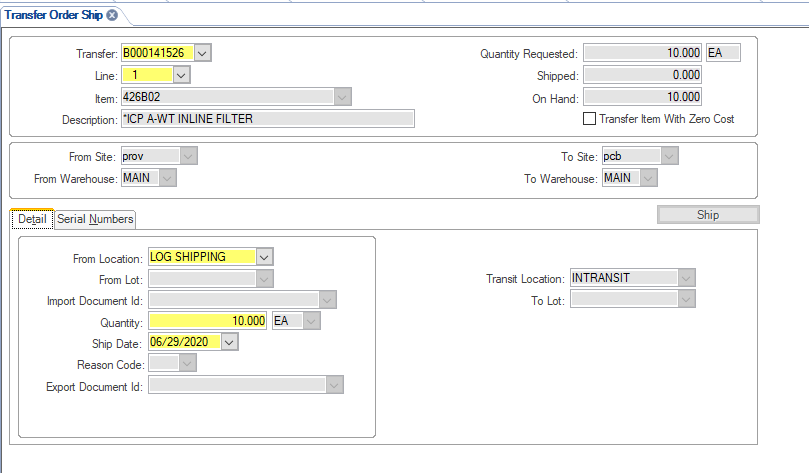 Transfer Order Ship
Transfer: B000141526
Line: 1
Item: 426B02
Description: *ICP A-WT INLINE FILTER
Quantity Requested: 10.000 EA
Shipped: 0.000
On Hand: 10.000
Transfer Item With Zero Cost
From Site: prov
From Warehouse: MAIN
To Site: pcb
To Warehouse: MAIN
Detail Serial Numbers
Ship
From Location: LOG SHIPPING
From Lot:
Import Document Id:
Quantity: 10.000 EA
Ship Date: 06/29/2020
Reason Code:
Export Document Id:
Transit Location: INTRANSIT
To Lot: